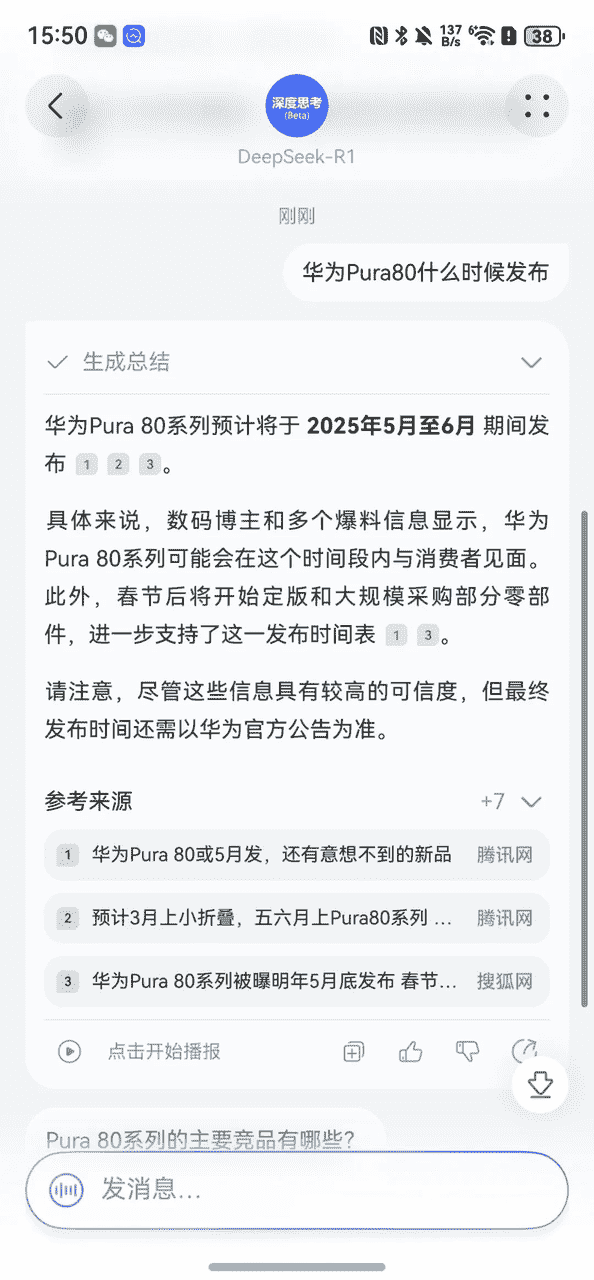 15:50
137
B/s
6
38
深度思考
(Beta)
DeepSeek-R1
刚刚
华为Pura80什么时候发布
生成总结
华为Pura 80系列预计将于 2025年5月至6月 期间发
布 1 2 3。
具体来说，数码博主和多个爆料信息显示，华为
Pura 80系列可能会在这个时间段内与消费者见面。
此外，春节后将开始定版和大规模采购部分零部
件，进一步支持了这一发布时间表 1 3。
请注意，尽管这些信息具有较高的可信度，但最终
发布时间还需以华为官方公告为准。
参考来源 +7
1 华为Pura 80或5月发，还有意想不到的新品 腾讯网
2 预计3月上小折叠，五六月上Pura80系列 ... 腾讯网
3 华为Pura 80系列被曝明年5月底发布 春节... 搜狐网
点击开始播报
Pura 80系列的主要竞品有哪些?
发消息...